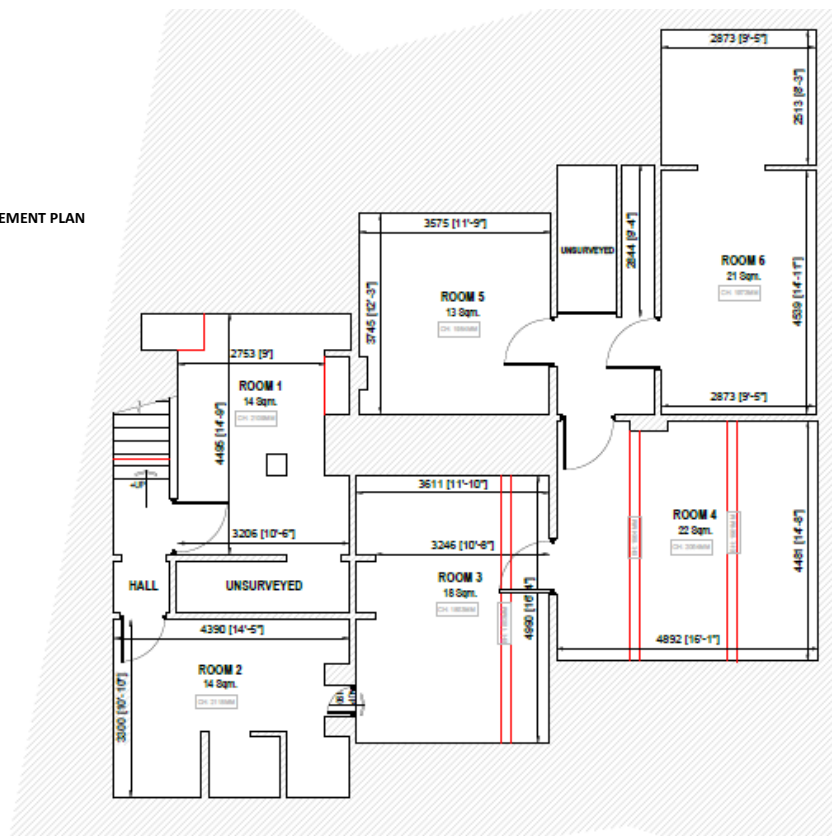 EMENT PLAN
2873 [9'-5"]
2513 [8'-3"]
3575 [11'-9"]
3745 [12'-3"]
ROOM 5
13 Sqm.
UNSURVEYED
2844 [9'-4"]
ROOM 6
21 Sqm.
4539 [14'-11"]
2873 [9'-5"]
2753 [9']
ROOM 1
14 Sqm.
4495 [14'-9"]
3206 [10'-6"]
UP
HALL
UNSURVEYED
3611 [11'-10"]
3246 [10'-8"]
ROOM 3
18 Sqm.
4990 [16'-4"]
ROOM 4
22 Sqm.
4481 [14'-8"]
4892 [16'-1"]
4390 [14'-5"]
ROOM 2
14 Sqm.
3300 [10'-10"]